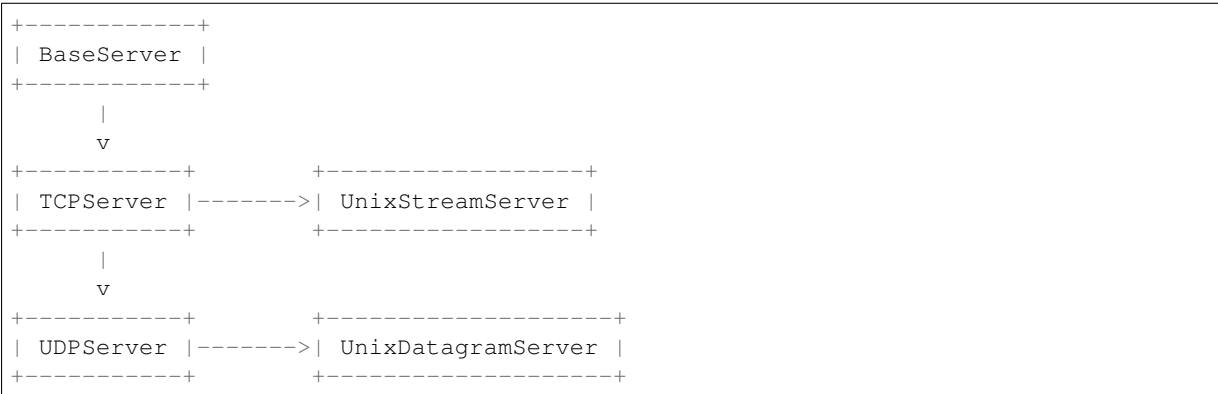 +------------+
| BaseServer |
+------------+
      |
      v
+-----------+        +------------------+
| TCPServer |------->| UnixStreamServer |
+-----------+        +------------------+
      |
      v
+-----------+        +--------------------+
| UDPServer |------->| UnixDatagramServer |
+-----------+        +--------------------+